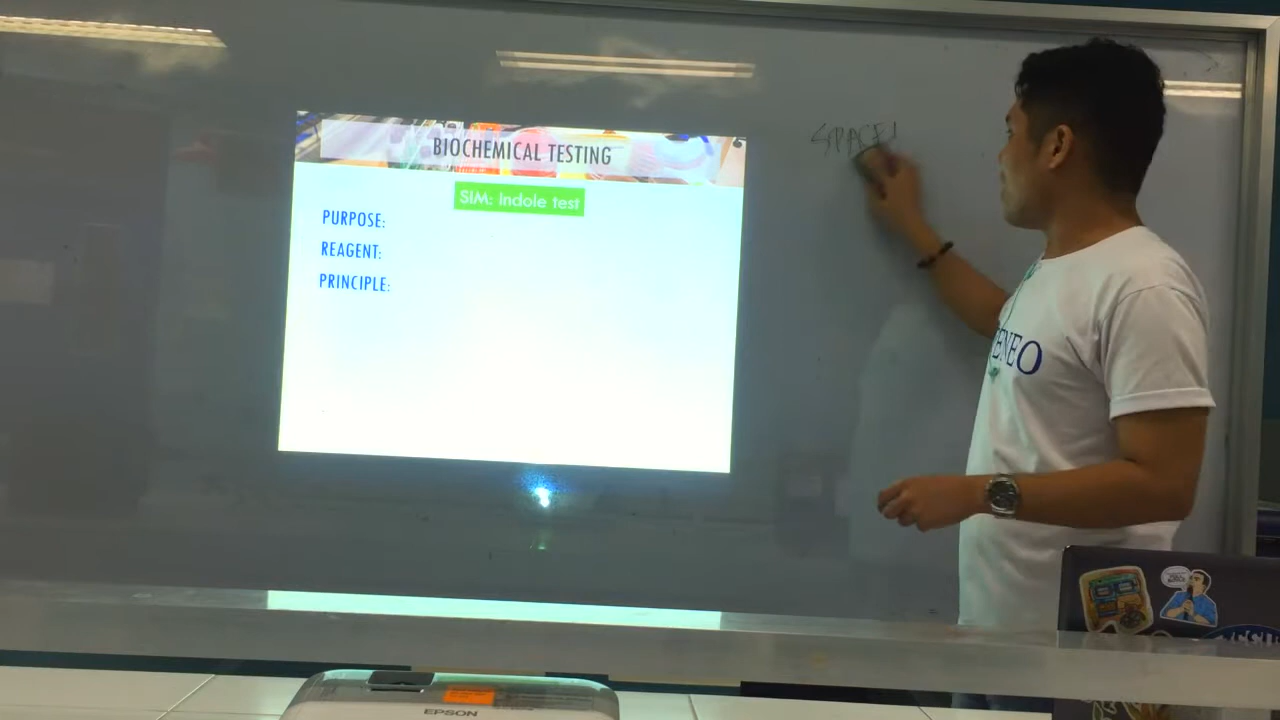 BIOCHEMICAL TESTING
SIM: Indole test
PURPOSE:
REAGENT:
PRINCIPLE:
SPACE!
ENEO
EPSON